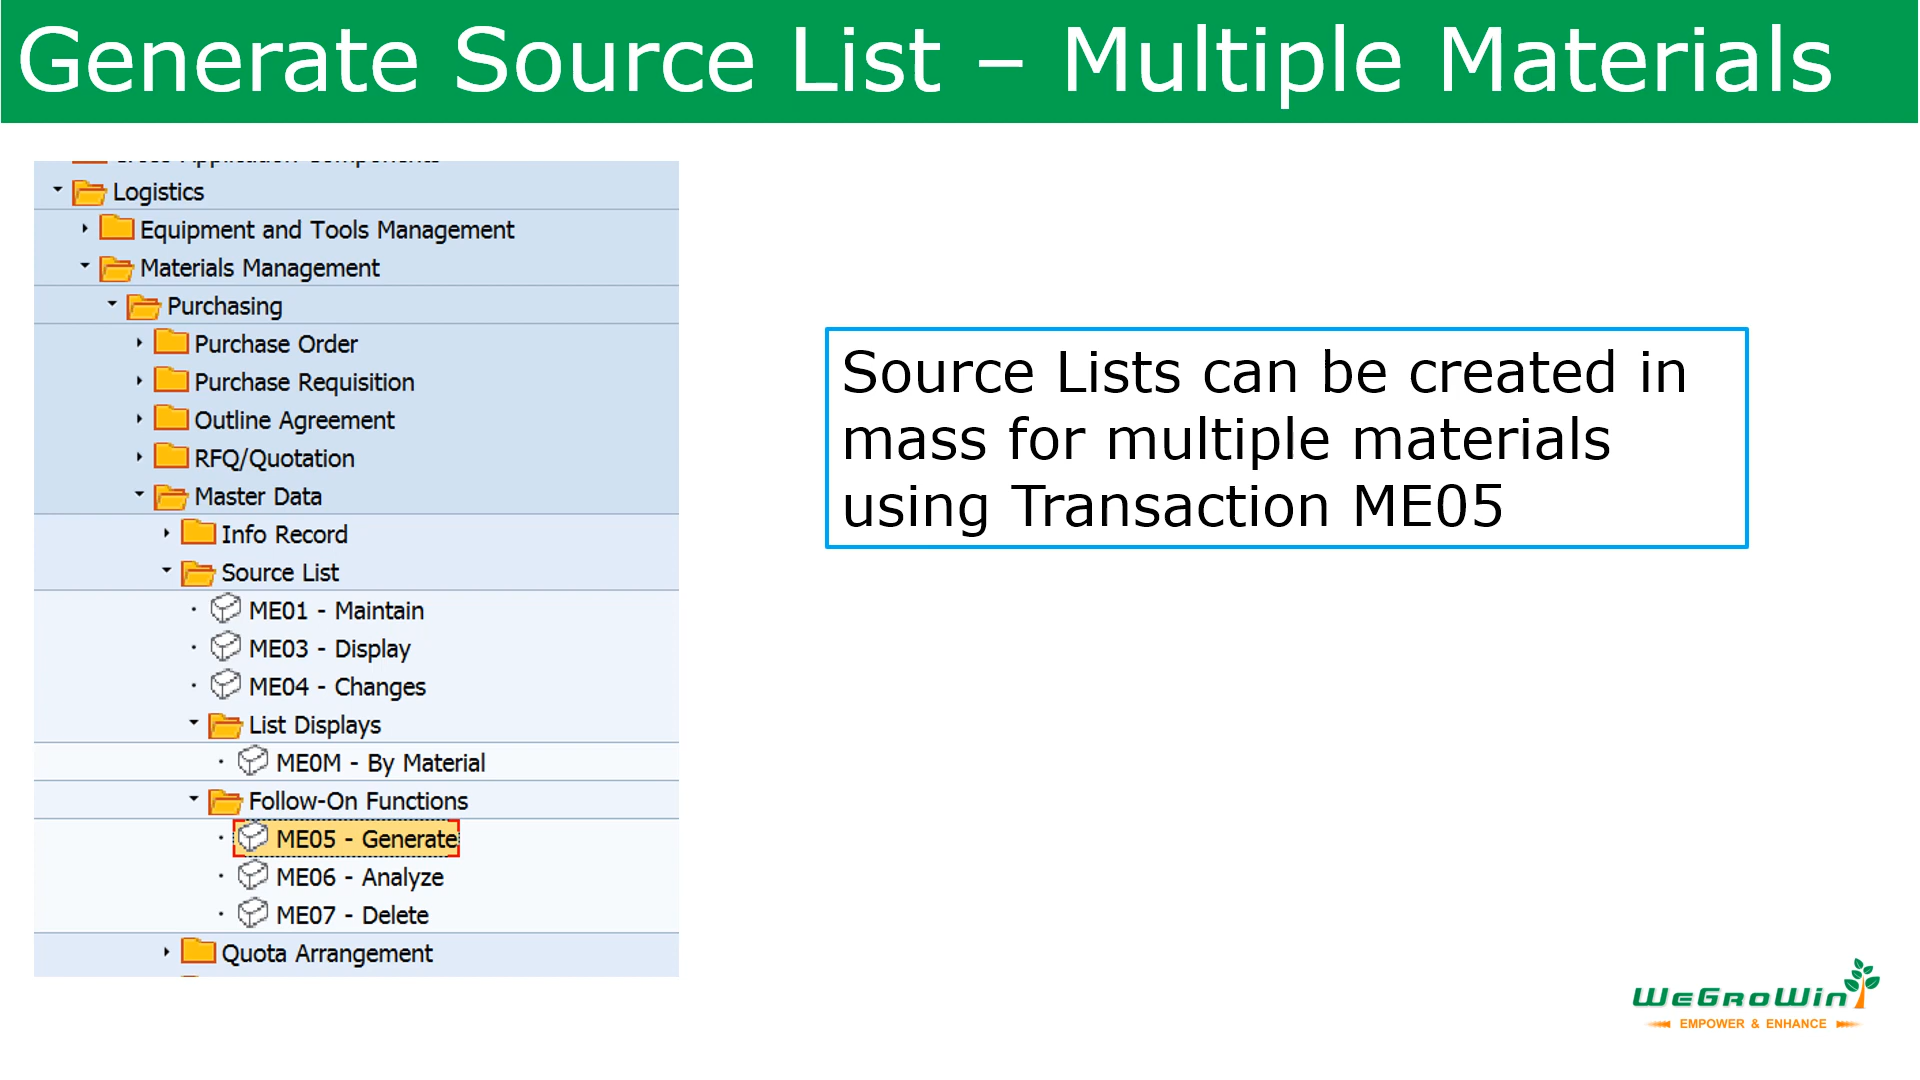 Generate Source List – Multiple Materials
Cross-Application Components
Logistics
Equipment and Tools Management
Materials Management
Purchasing
Purchase Order
Purchase Requisition
Outline Agreement
RFQ/Quotation
Master Data
Info Record
Source List
ME01 - Maintain
ME03 - Display
ME04 - Changes
List Displays
ME0M - By Material
Follow-On Functions
ME05 - Generate
ME06 - Analyze
ME07 - Delete
Quota Arrangement
Source Lists can be created in
mass for multiple materials
using Transaction ME05
WeGroWin
EMPOWER & ENHANCE